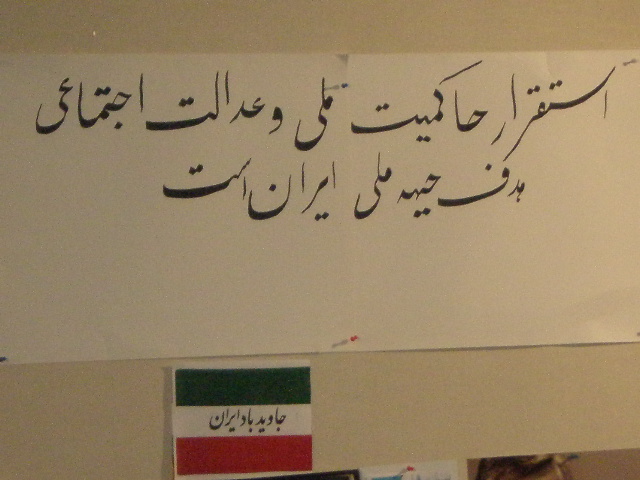 استقرار حاکمیت ملی و عدالت اجتماعی
هدف جبهه ملی ایران است
جاوید باد ایران